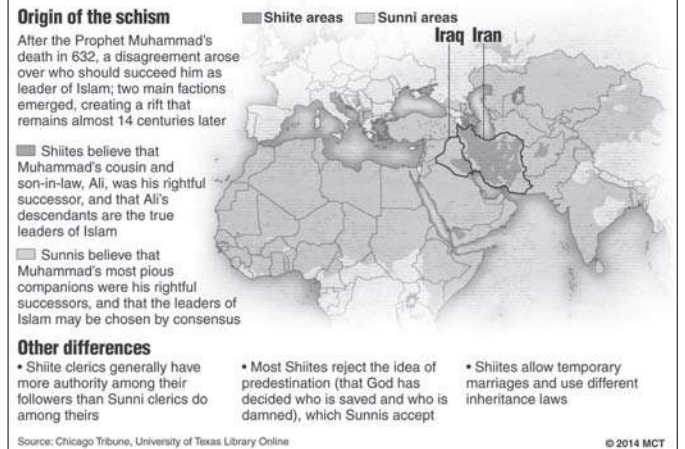 Origin of the schism
After the Prophet Muhammad's
death in 632, a disagreement arose
over who should succeed him as
leader of Islam; two main factions
emerged, creating a rift that
remains almost 14 centuries later
Shiites believe that
Muhammad's cousin and
son-in-law, Ali, was his rightful
successor, and that Ali's
descendants are the true
leaders of Islam
Sunnis believe that
Muhammad's most pious
companions were his rightful
successors, and that the leaders of
Islam may be chosen by consensus
Shiite areas
Sunni areas
Iraq
Iran
Other differences
• Shiite clerics generally have
more authority among their
followers than Sunni clerics do
among theirs
• Most Shiites reject the idea of
predestination (that God has
decided who is saved and who is
damned), which Sunnis accept
• Shiites allow temporary
marriages and use different
inheritance laws
Source: Chicago Tribune, University of Texas Library Online
© 2014 MCT